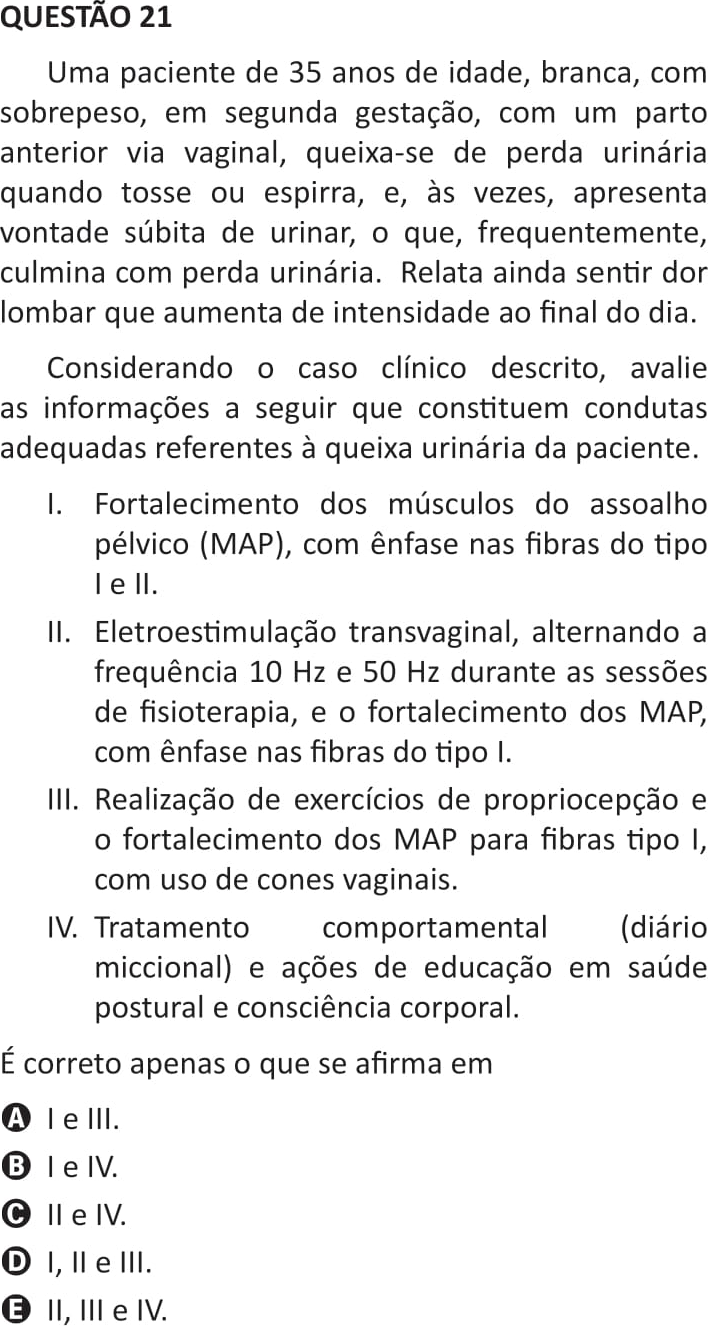 QUESTÃO 21
Uma paciente de 35 anos de idade, branca, com
sobrepeso, em segunda gestação, com um parto
anterior via vaginal, queixa-se de perda urinária
quando tosse ou espirra, e, às vezes, apresenta
vontade súbita de urinar, o que, frequentemente,
culmina com perda urinária. Relata ainda sentir dor
lombar que aumenta de intensidade ao final do dia.
Considerando o caso clínico descrito, avalie
as informações a seguir que constituem condutas
adequadas referentes à queixa urinária da paciente.
I. Fortalecimento dos músculos do assoalho
pélvico (MAP), com ênfase nas fibras do tipo
I e II.
II. Eletroestimulação transvaginal, alternando a
frequência 10 Hz e 50 Hz durante as sessões
de fisioterapia, e o fortalecimento dos MAP,
com ênfase nas fibras do tipo I.
III. Realização de exercícios de propriocepção e
o fortalecimento dos MAP para fibras tipo I,
com uso de cones vaginais.
IV. Tratamento comportamental (diário
miccional) e ações de educação em saúde
postural e consciência corporal.
É correto apenas o que se afirma em
A I e III.
B I e IV.
C II e IV.
D I, II e III.
E II, III e IV.